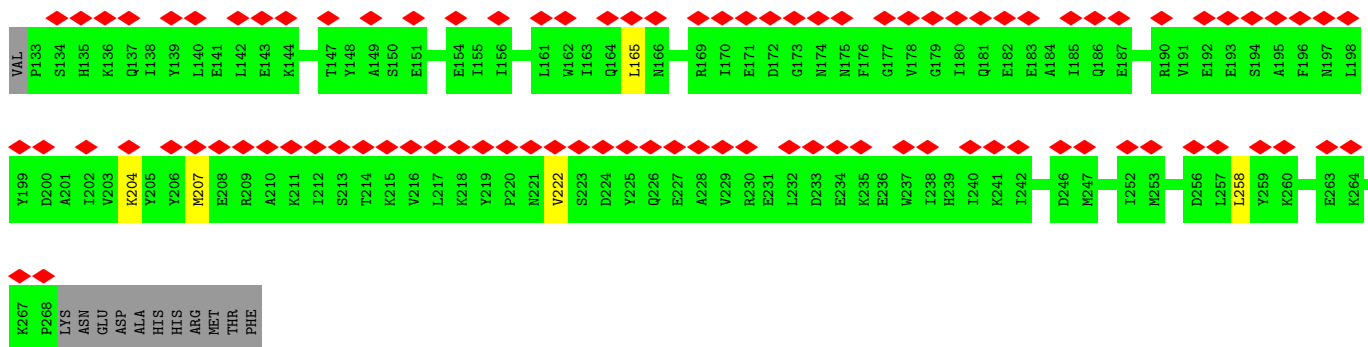 VAL P133 S134 H135 K136 Q137 I138 Y139 L140 E141 L142 E143 K144 T147 Y148 A149 S150 E151 E154 I155 I156 L161 W162 I163 Q164 L165 N166 R169 I170 E171 D172 G173 N174 N175 F176 G177 V178 G179 I180 Q181 E182 E183 A184 I185 Q186 E187 R190 V191 E192 E193 S194 A195 F196 N197 L198
Y199 D200 A201 I202 V203 K204 Y205 Y206 M207 E208 R209 A210 K211 I212 S213 T214 K215 V216 L217 K218 Y219 P220 N221 V222 S223 D224 Y225 Q226 E227 A228 V229 R230 E231 L232 D233 E234 K235 E236 W237 I238 H239 I240 K241 I242 D246 M247 I252 M253 D256 L257 L258 Y259 K260 E263 K264
K267 P268 LYS ASN GLU ASP ALA HIS HIS ARG MET THR PHE